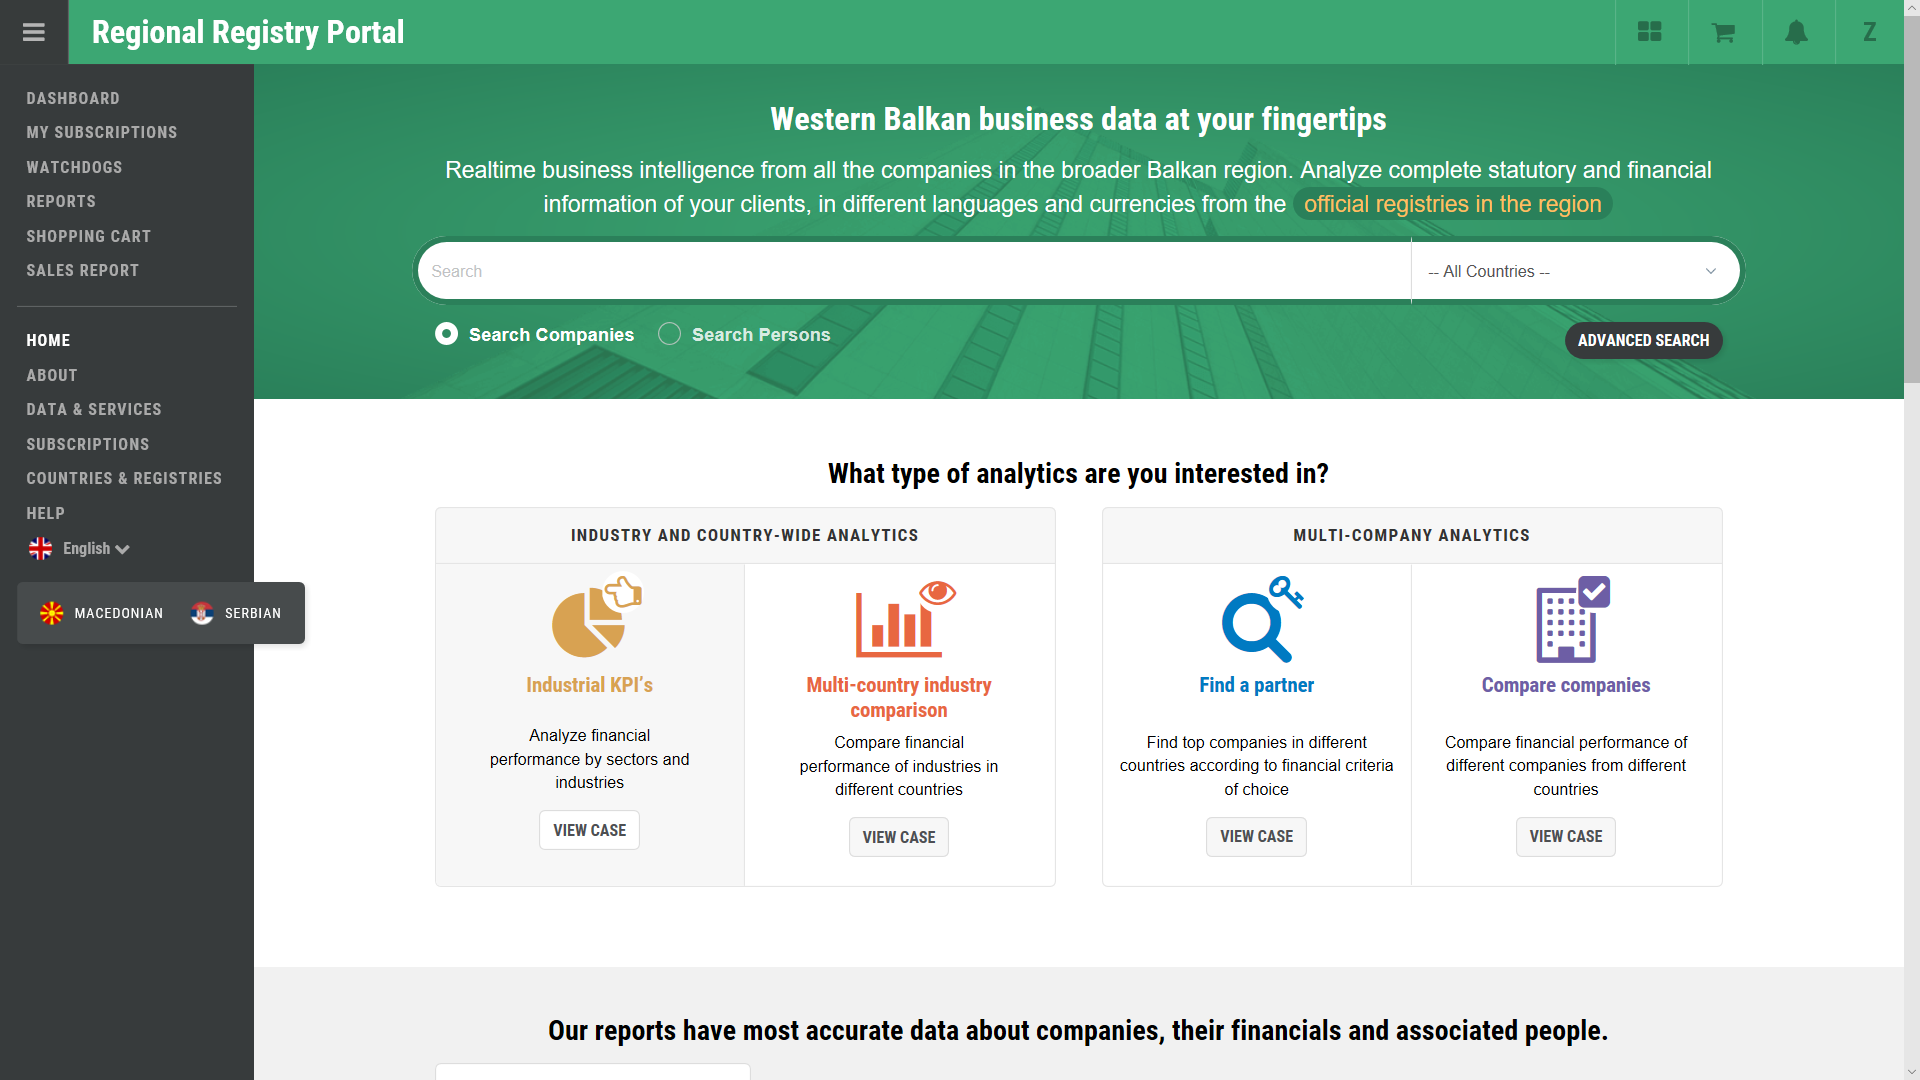 Regional Registry Portal
Z
DASHBOARD
MY SUBSCRIPTIONS
WATCHDOGS
REPORTS
SHOPPING CART
SALES REPORT
HOME
ABOUT
DATA & SERVICES
SUBSCRIPTIONS
COUNTRIES & REGISTRIES
HELP
English
MACEDONIAN
SERBIAN
Western Balkan business data at your fingertips
Realtime business intelligence from all the companies in the broader Balkan region. Analyze complete statutory and financial
information of your clients, in different languages and currencies from the official registries in the region
Search
-- All Countries --
Search Companies
Search Persons
ADVANCED SEARCH
What type of analytics are you interested in?
INDUSTRY AND COUNTRY-WIDE ANALYTICS
Industrial KPI’s
Analyze financial
performance by sectors and
industries
VIEW CASE
Multi-country industry
comparison
Compare financial
performance of industries in
different countries
VIEW CASE
MULTI-COMPANY ANALYTICS
Find a partner
Find top companies in different
countries according to financial criteria
of choice
VIEW CASE
Compare companies
Compare financial performance of
different companies from different
countries
VIEW CASE
Our reports have most accurate data about companies, their financials and associated people.